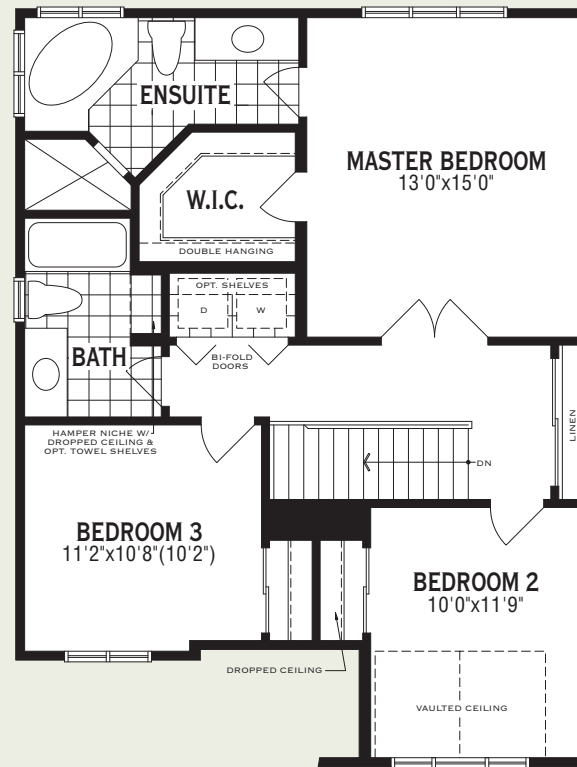 ENSUITE
MASTER BEDROOM
13'0"x15'0"
W.I.C.
DOUBLE HANGING
OPT. SHELVES
D
W
BI-FOLD
DOORS
BATH
HAMPER NICHE W/
DROPPED CEILING &
OPT. TOWEL SHELVES
LINEN
DN
BEDROOM 3
11'2"x10'8"(10'2")
BEDROOM 2
10'0"x11'9"
DROPPED CEILING
VAULTED CEILING